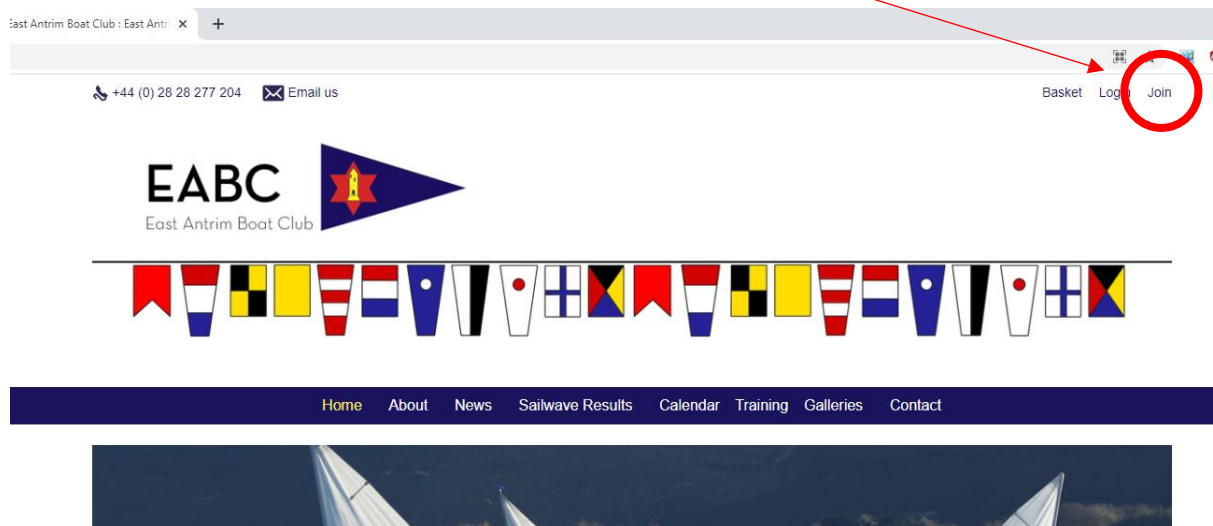 East Antrim Boat Club : East Antr
+44 (0) 28 28 277 204 Email us Basket Login Join
EABC
East Antrim Boat Club
Home About News Sailwave Results Calendar Training Galleries Contact